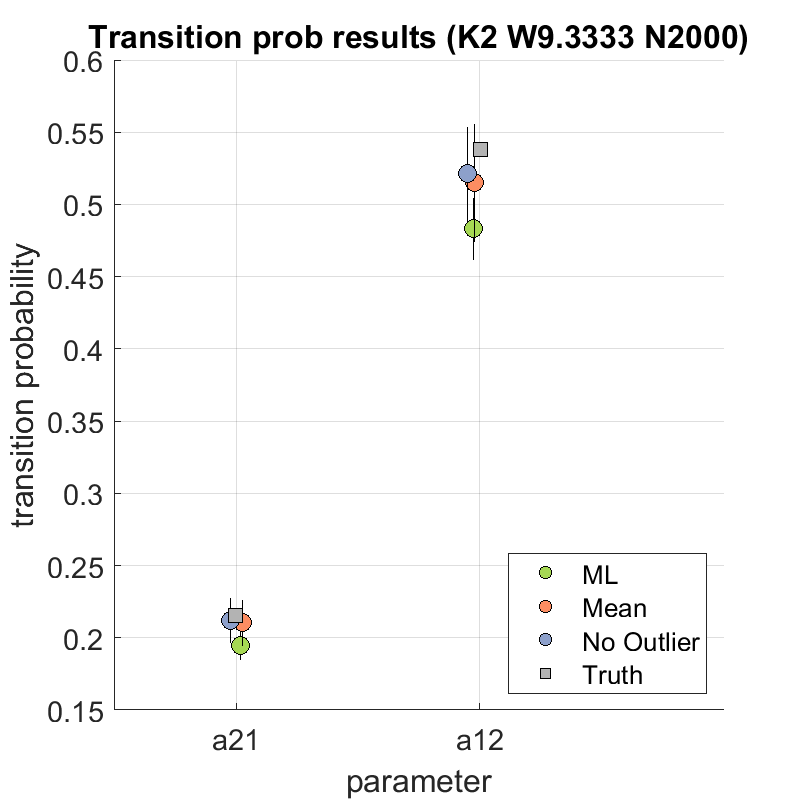 Transition prob results (K2 W9.3333 N2000)
0.6
0.55
0.5
0.45
0.4
0.35
0.3
0.25
0.2
0.15
transition probability
a21
a12
parameter
ML
Mean
No Outlier
Truth